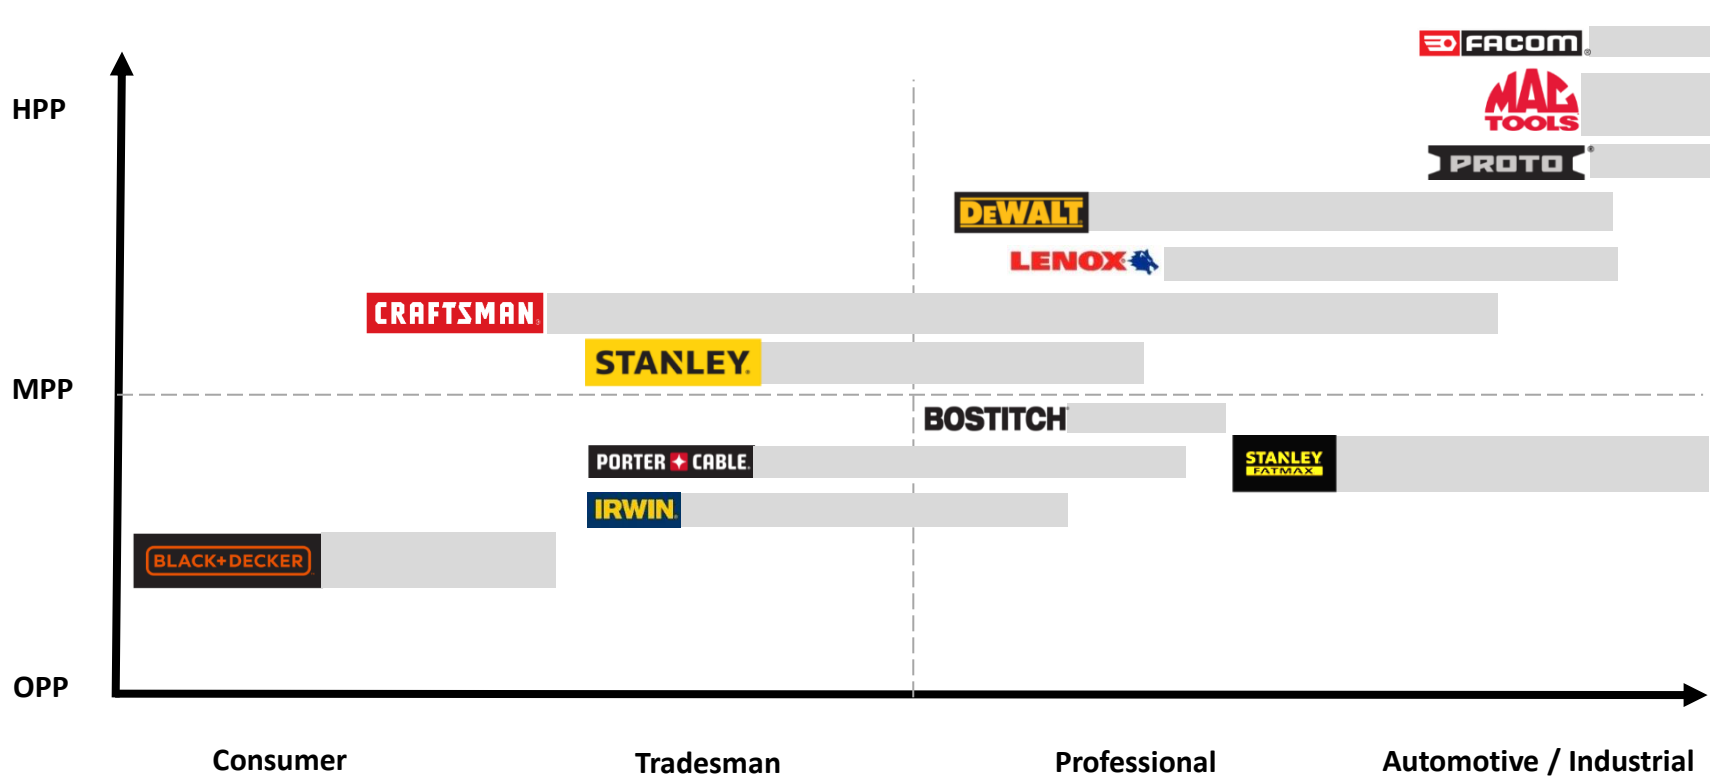 FACOM
®
HPP
MAC
TOOLS
PROTO
®
DEWALT
LENOX
CRAFTSMAN
STANLEY
MPP
BOSTITCH
PORTER CABLE
STANLEY
FATMAX
IRWIN
BLACK+DECKER
OPP
Consumer
Tradesman
Professional
Automotive / Industrial